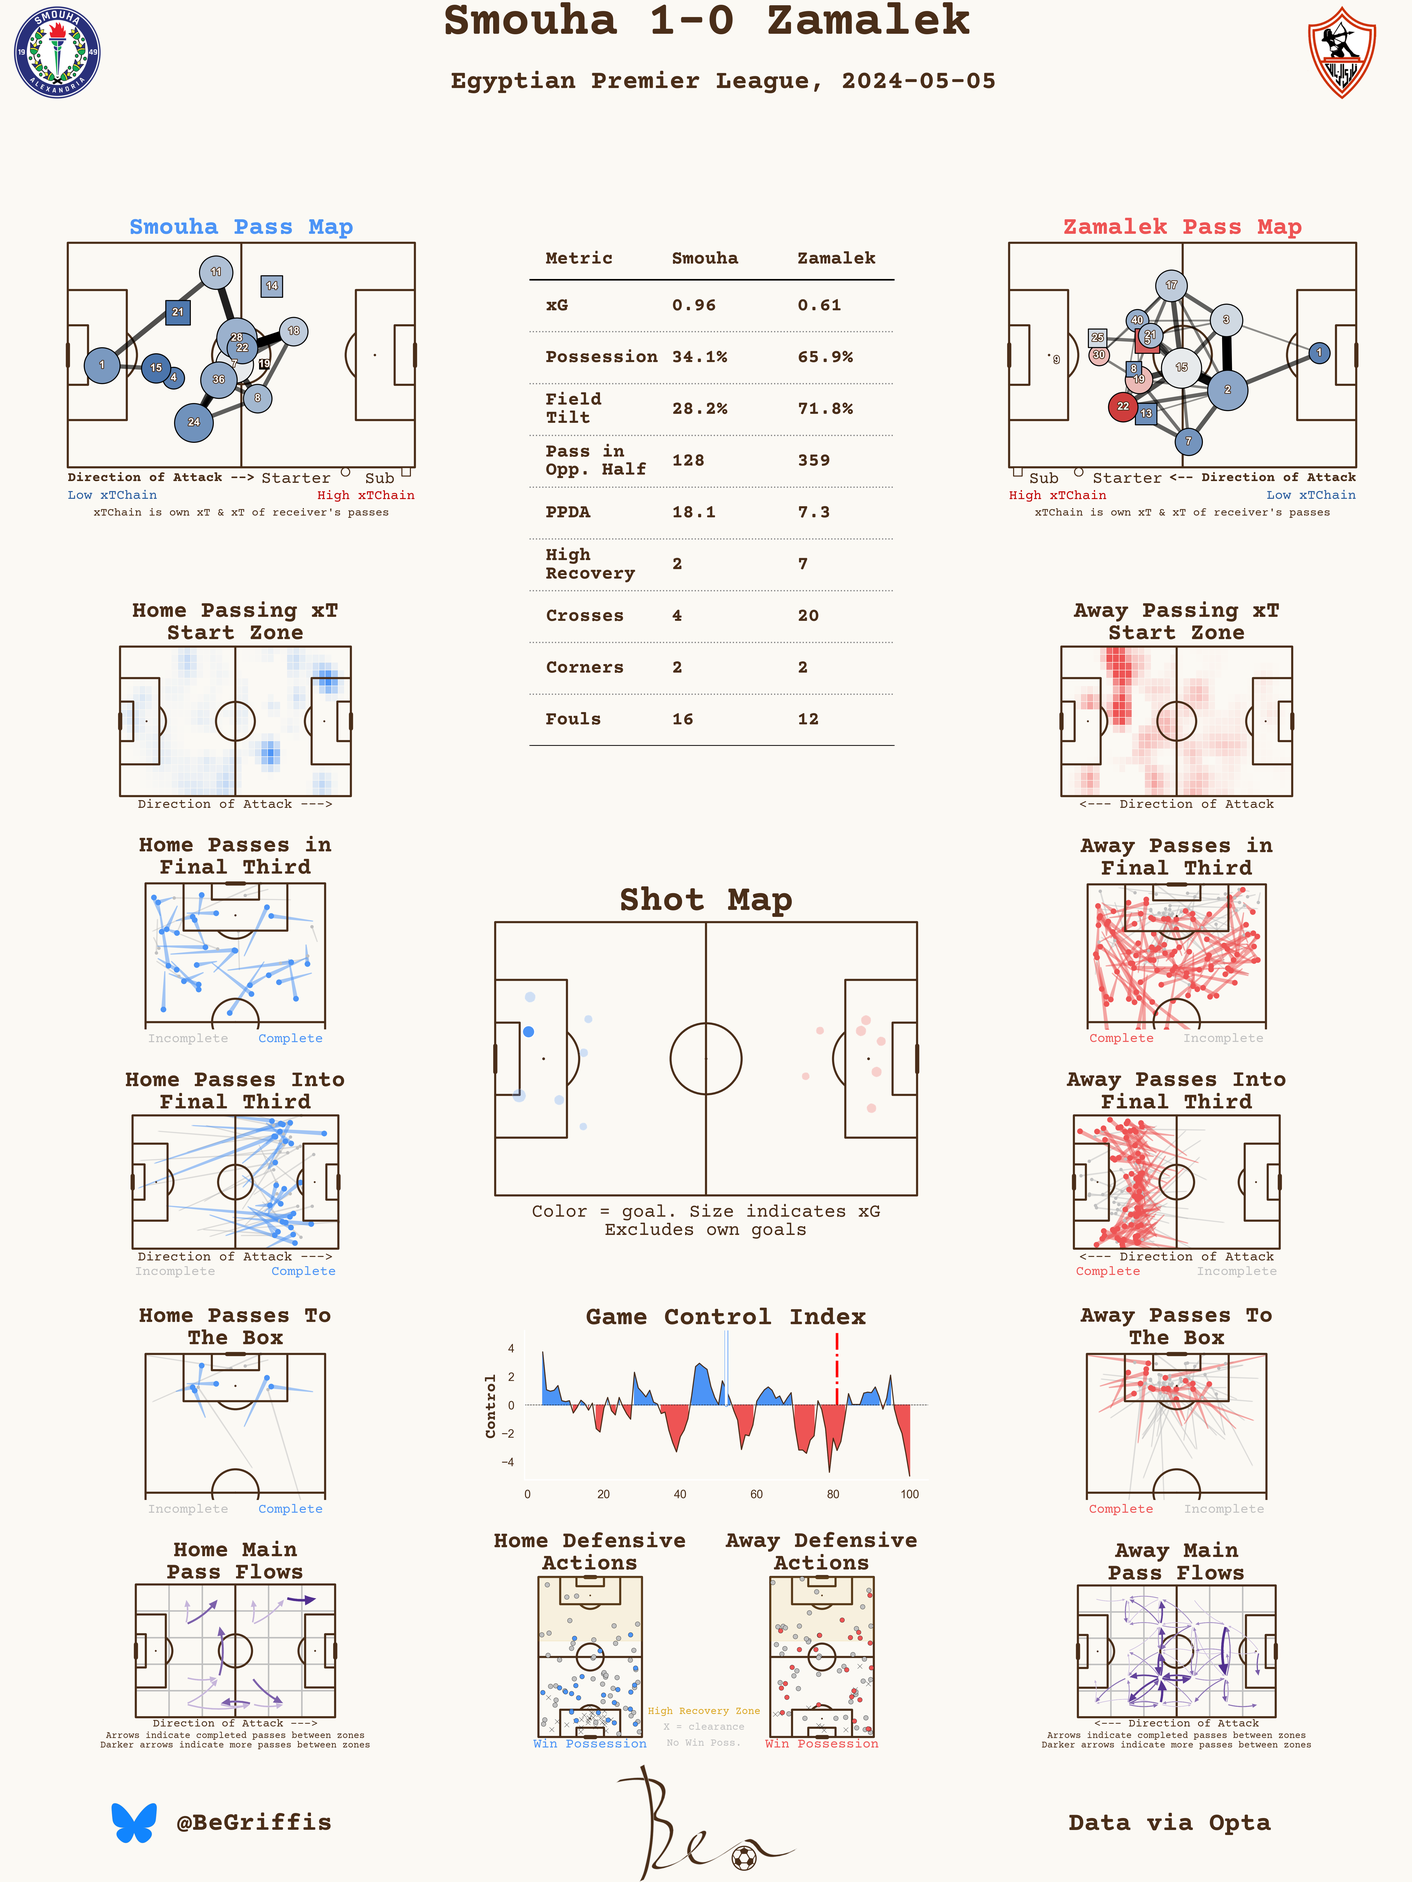 Smouha 1-0 Zamalek
Egyptian Premier League, 2024-05-05
19 49
ALEXANDRIA
Smouha Pass Map
11
14
21
18
28
22
7
19
1
15
4
36
8
24
Direction of Attack --> Starter Sub
Low xTChain High xTChain
xTChain is own xT & xT of receiver's passes
Metric Smouha Zamalek
xG 0.96 0.61
Possession 34.1% 65.9%
Field
Tilt 28.2% 71.8%
Pass in
Opp. Half 128 359
PPDA 18.1 7.3
High
Recovery 2 7
Crosses 4 20
Corners 2 2
Fouls 16 12
Zamalek Pass Map
17
40
3
25
21
5
30
9
1
8
15
19
2
22
13
7
Sub Starter <-- Direction of Attack
High xTChain Low xTChain
xTChain is own xT & xT of receiver's passes
Home Passing xT
Start Zone
Direction of Attack --->
Away Passing xT
Start Zone
<--- Direction of Attack
Home Passes in
Final Third
Incomplete Complete
Away Passes in
Final Third
Complete Incomplete
Shot Map
Color = goal. Size indicates xG
Excludes own goals
Home Passes Into
Final Third
Direction of Attack --->
Incomplete Complete
Away Passes Into
Final Third
<--- Direction of Attack
Complete Incomplete
Home Passes To
The Box
Incomplete Complete
Game Control Index
Control
4
2
0
−2
−4
0 20 40 60 80 100
Away Passes To
The Box
Complete Incomplete
Home Main
Pass Flows
Direction of Attack --->
Arrows indicate completed passes between zones
Darker arrows indicate more passes between zones
Home Defensive
Actions
Win Possession
Away Defensive
Actions
Win Possession
High Recovery Zone
X = clearance
No Win Poss.
Away Main
Pass Flows
<--- Direction of Attack
Arrows indicate completed passes between zones
Darker arrows indicate more passes between zones
@BeGriffis
Ben
Data via Opta